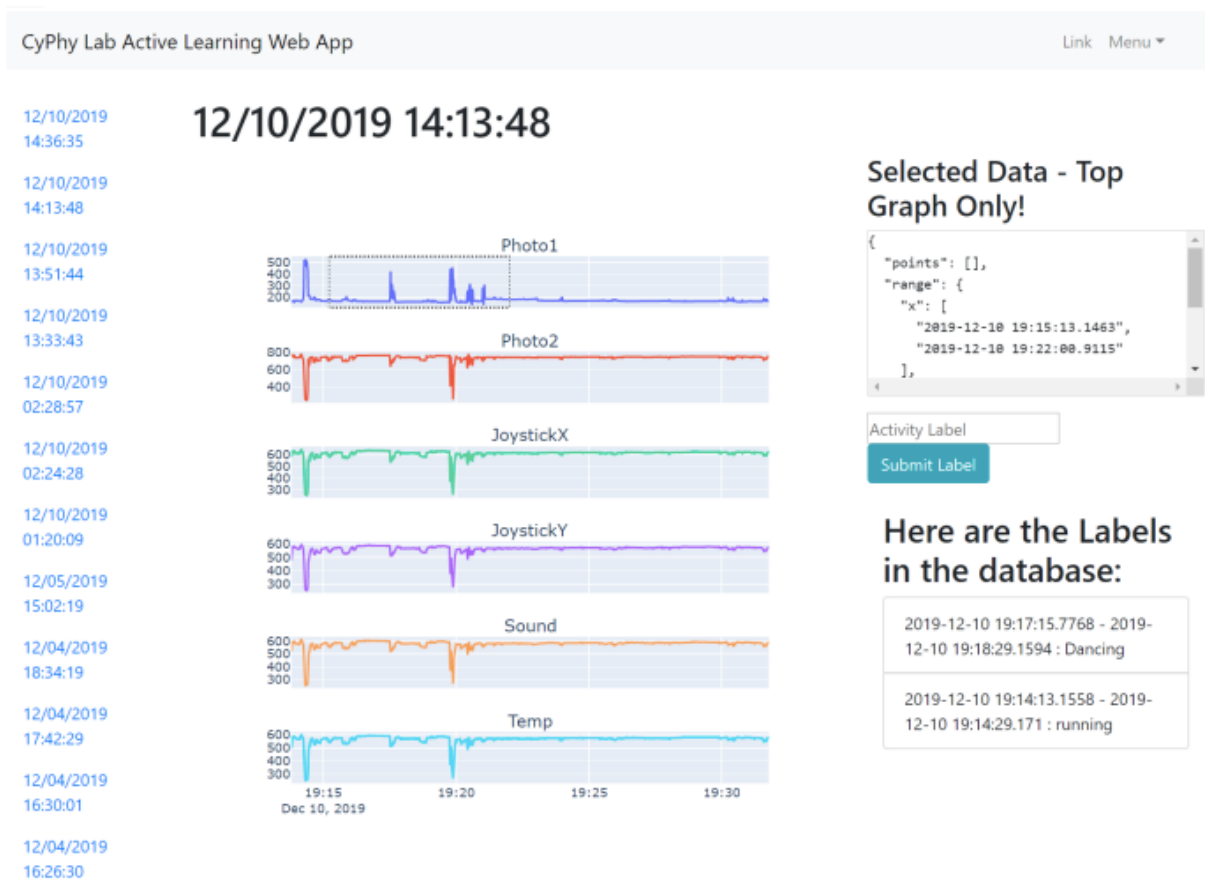 CyPhy Lab Active Learning Web App
Link Menu
12/10/2019
14:36:35
12/10/2019
14:13:48
12/10/2019
13:51:44
12/10/2019
13:33:43
12/10/2019
02:28:57
12/10/2019
02:24:28
12/10/2019
01:20:09
12/05/2019
15:02:19
12/04/2019
18:34:19
12/04/2019
17:42:29
12/04/2019
16:30:01
12/04/2019
16:26:30
12/10/2019 14:13:48
Photo1
500
400
300
200
Photo2
800
600
400
JoystickX
600
500
400
300
JoystickY
600
500
400
300
Sound
600
500
400
300
Temp
600
500
400
300
19:15 19:20 19:25 19:30
Dec 10, 2019
Selected Data - Top
Graph Only!
{
"points": [],
"range": {
"x": [
"2019-12-10 19:15:13.1463",
"2019-12-10 19:22:00.9115"
],
Activity Label
Submit Label
Here are the Labels
in the database:
2019-12-10 19:17:15.7768 - 2019-
12-10 19:18:29.1594 : Dancing
2019-12-10 19:14:13.1558 - 2019-
12-10 19:14:29.171 : running